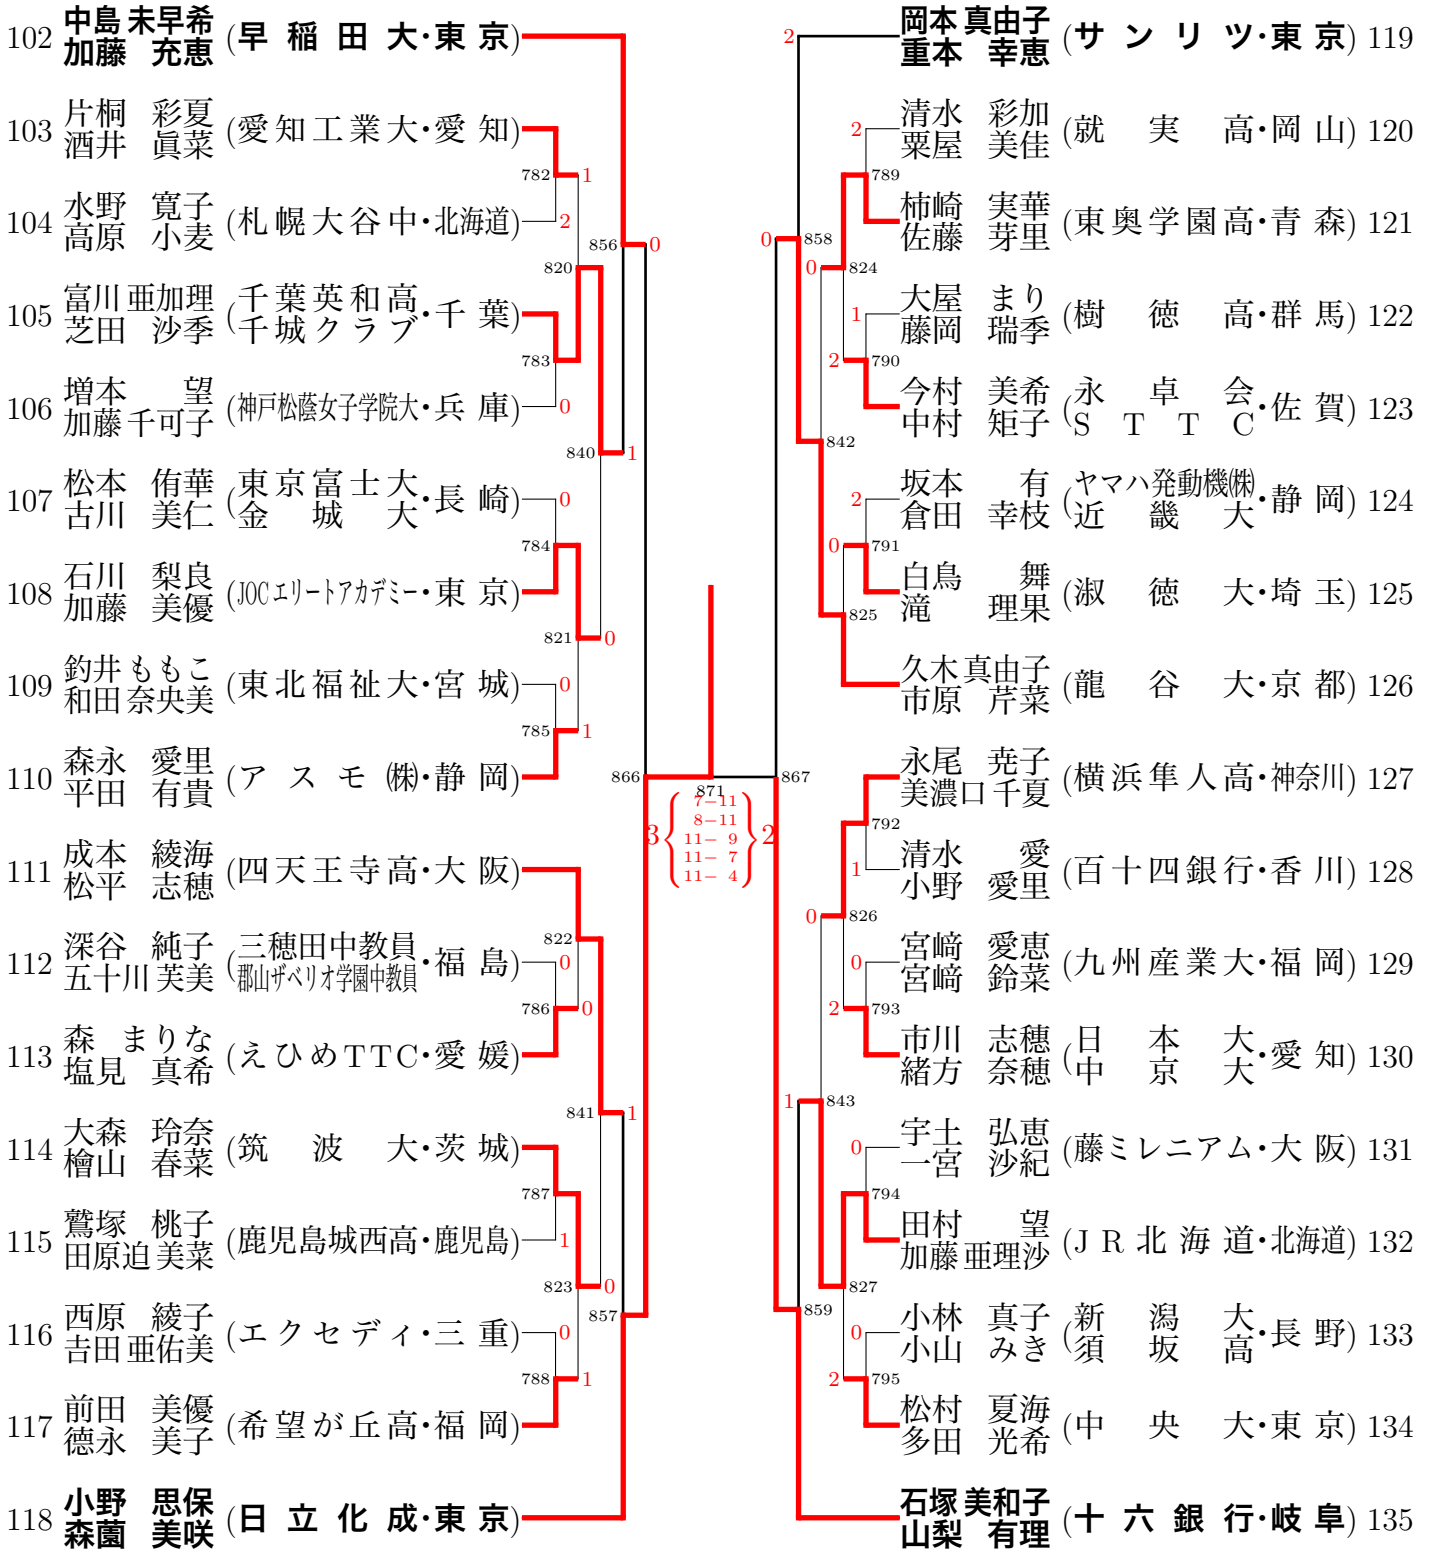 102 中島 未早希 加藤 充恵 (早稲田大・東京)
103 片桐 彩夏 酒井 眞菜 (愛知工業大・愛知)
104 水野 寛子 高原 小麦 (札幌大谷中・北海道)
105 富川 亜加理 芝田 沙季 (千葉英和高 千城クラブ・千葉)
106 増本 望 加藤 千可子 (神戸松蔭女子学院大・兵庫)
107 松本 侑華 古川 美仁 (東京富士大 金城大・長崎)
108 石川 梨良 加藤 美優 (JOCエリートアカデミー・東京)
109 釣井 ももこ 和田 奈央美 (東北福祉大・宮城)
110 森永 愛里 平田 有貴 (アスモ㈱・静岡)
111 成本 綾海 松平 志穂 (四天王寺高・大阪)
112 深谷 純子 五十川 芙美 (三穂田中教員 郡山ザベリオ学園中教員・福島)
113 森 まりな 塩見 真希 (えひめTTC・愛媛)
114 大森 玲奈 檜山 春菜 (筑波大・茨城)
115 鷲塚 桃子 田原迫 美菜 (鹿児島城西高・鹿児島)
116 西原 綾子 吉田 亜佑美 (エクセディ・三重)
117 前田 美優 德永 美子 (希望が丘高・福岡)
118 小野 思保 森薗 美咲 (日立化成・東京)
782 1
2
856 0
820
783
0
840 1
0
784
821 0
0
785 1
866
822
0
786 0
841 1
787
1
823 0
857
0
788 1
871
3 7-11 2
8-11
11- 9
11- 7
11- 4
2
2
789
0 858
0 824
1
2 790
842
2
0 791
825
867
792
1
0 826
0
2 793
1 843
0
794
827
859
0
2 795
岡本 真由子 重本 幸恵 (サンリツ・東京) 119
清水 彩加 粟屋 美佳 (就実高・岡山) 120
柿崎 実華 佐藤 芽里 (東奥学園高・青森) 121
大屋 まり 藤岡 瑞季 (樹徳高・群馬) 122
今村 美希 中村 矩子 (永卓会 STTC・佐賀) 123
坂本 有 倉田 幸枝 (ヤマハ発動機㈱ 近畿大・静岡) 124
白鳥 舞 滝 理果 (淑徳大・埼玉) 125
久木 真由子 市原 芹菜 (龍谷大・京都) 126
永尾 尭子 美濃口 千夏 (横浜隼人高・神奈川) 127
清水 愛 小野 愛里 (百十四銀行・香川) 128
宮﨑 愛恵 宮﨑 鈴菜 (九州産業大・福岡) 129
市川 志穂 緒方 奈穂 (日本大 中京大・愛知) 130
宇土 弘恵 一宮 沙紀 (藤ミレニアム・大阪) 131
田村 望 加藤 亜理沙 (JR北海道・北海道) 132
小林 真子 小山 みき (新潟大 須坂高・長野) 133
松村 夏海 多田 光希 (中央大・東京) 134
石塚 美和子 山梨 有理 (十六銀行・岐阜) 135